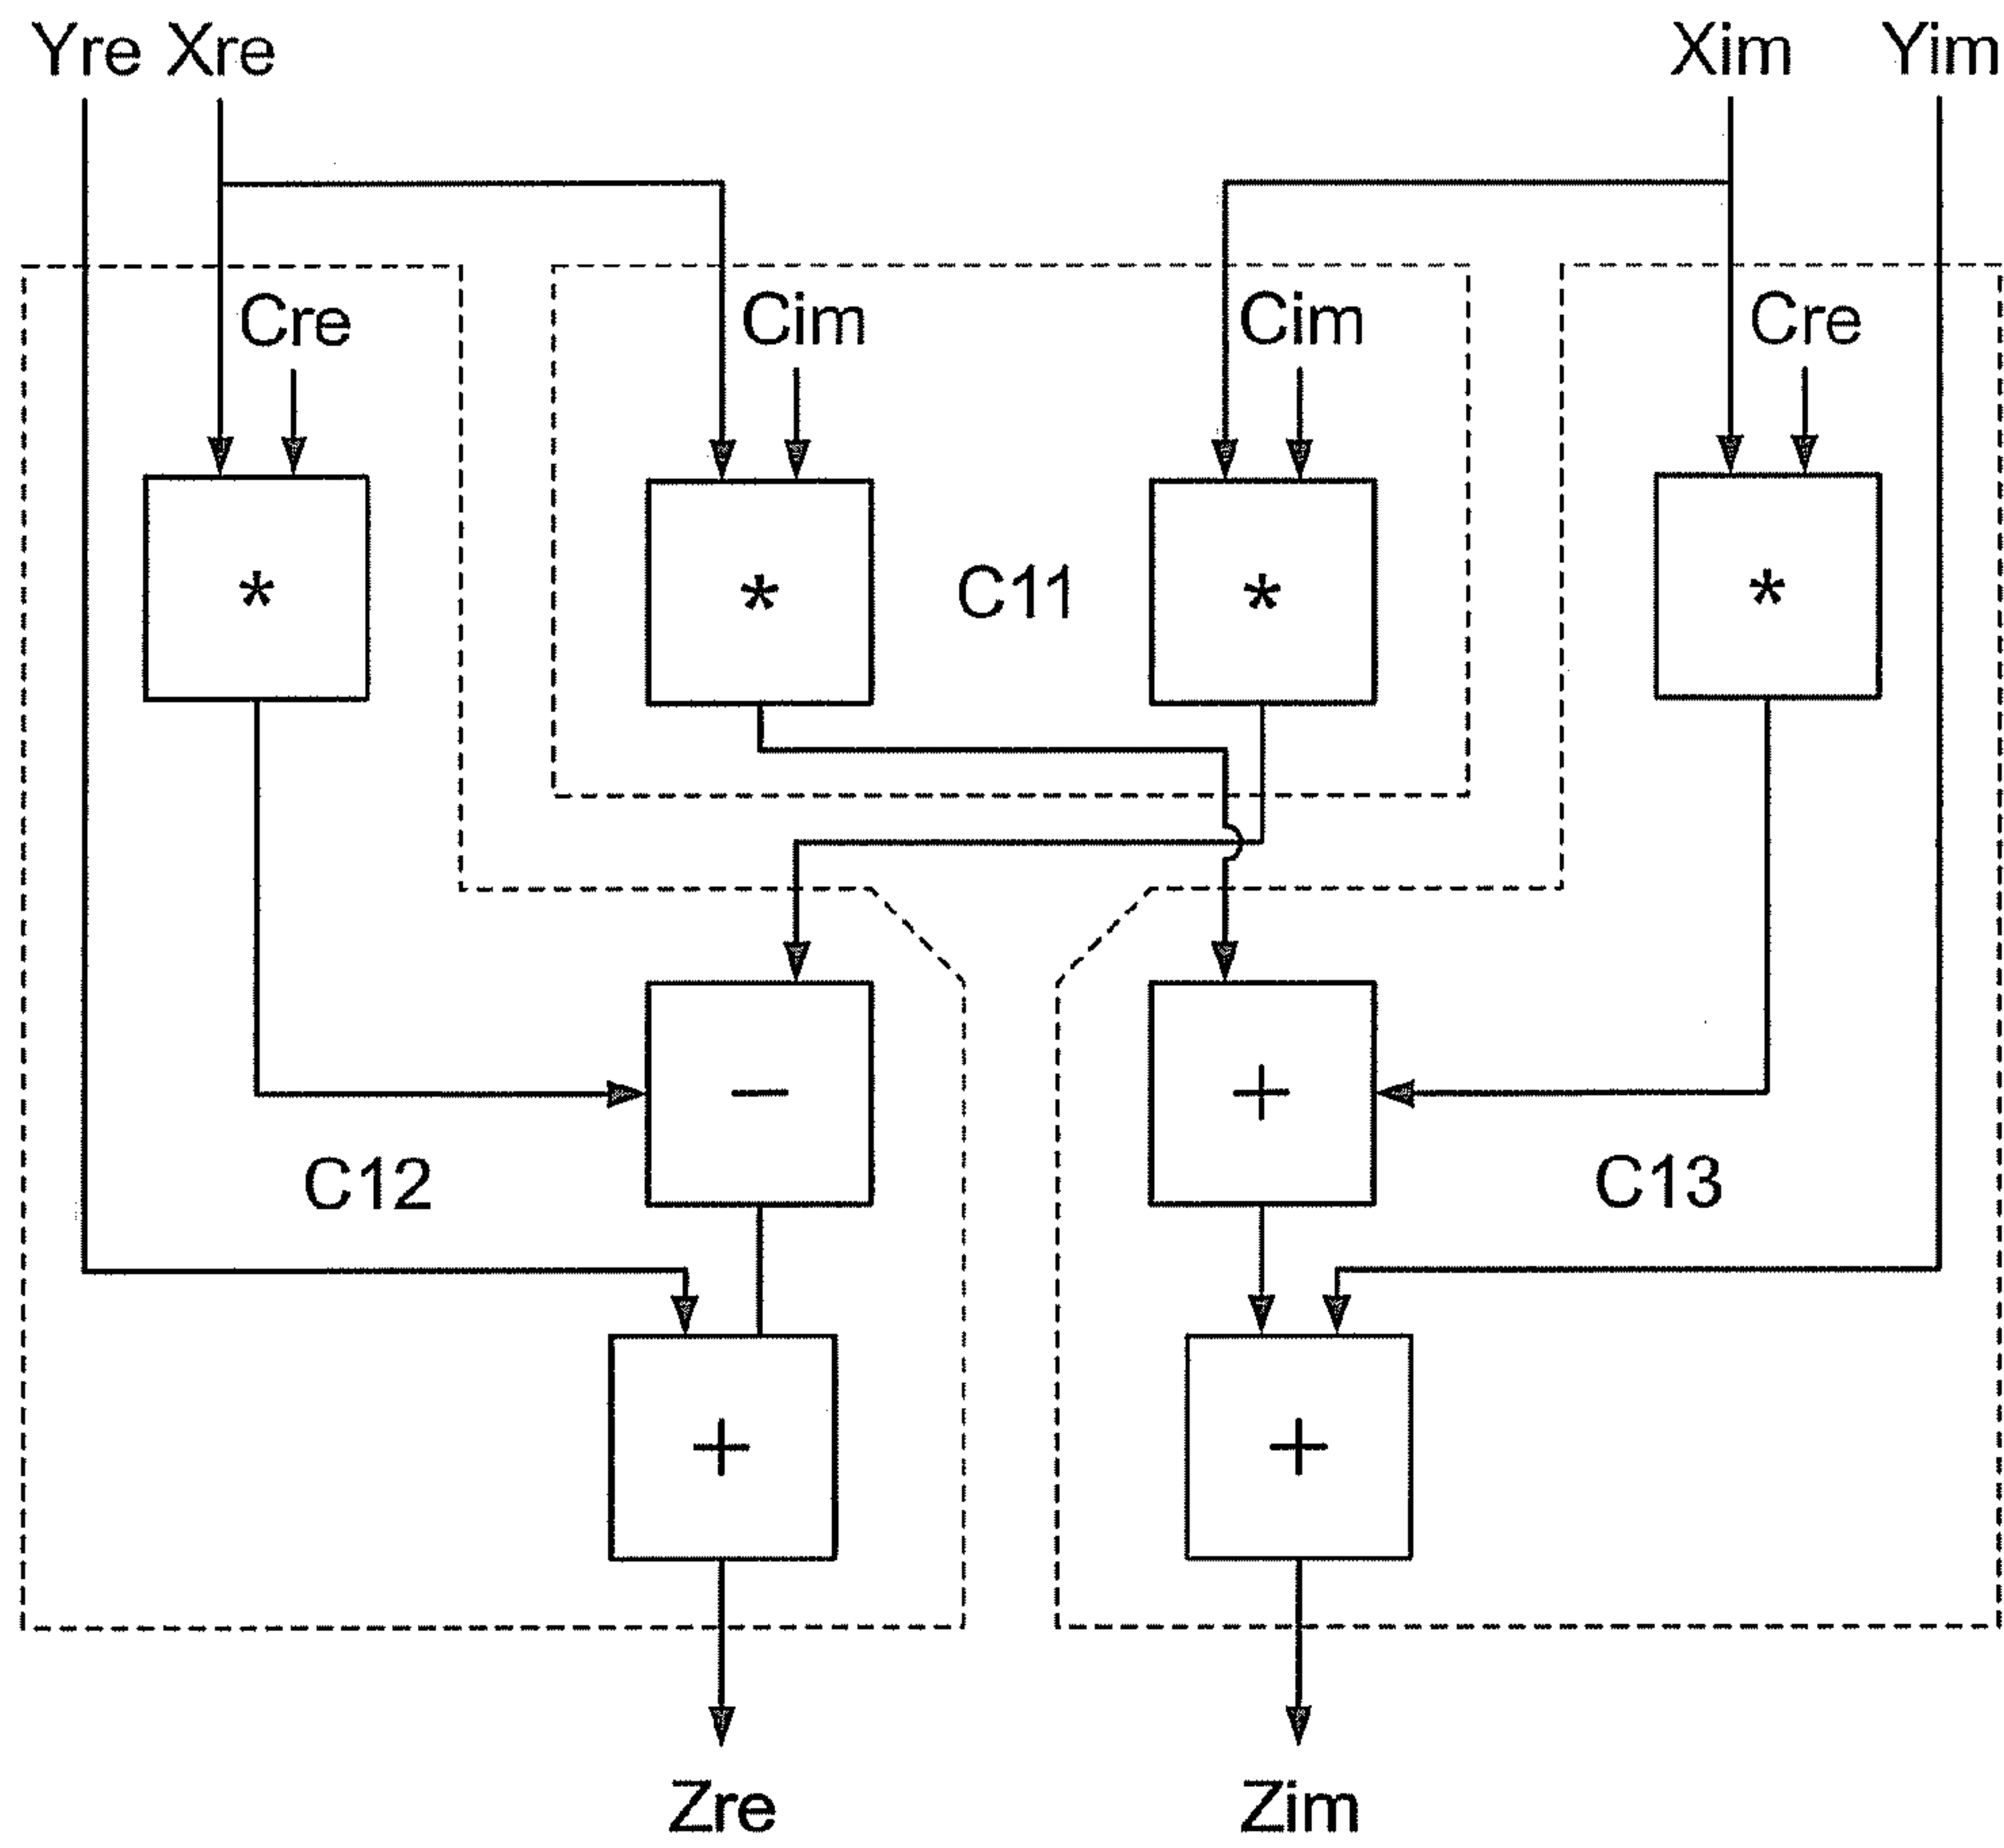 Yre Xre Xim Yim
Cre Cim Cim Cre
* * C11 * *
− +
C12 C13
+ +
Zre Zim